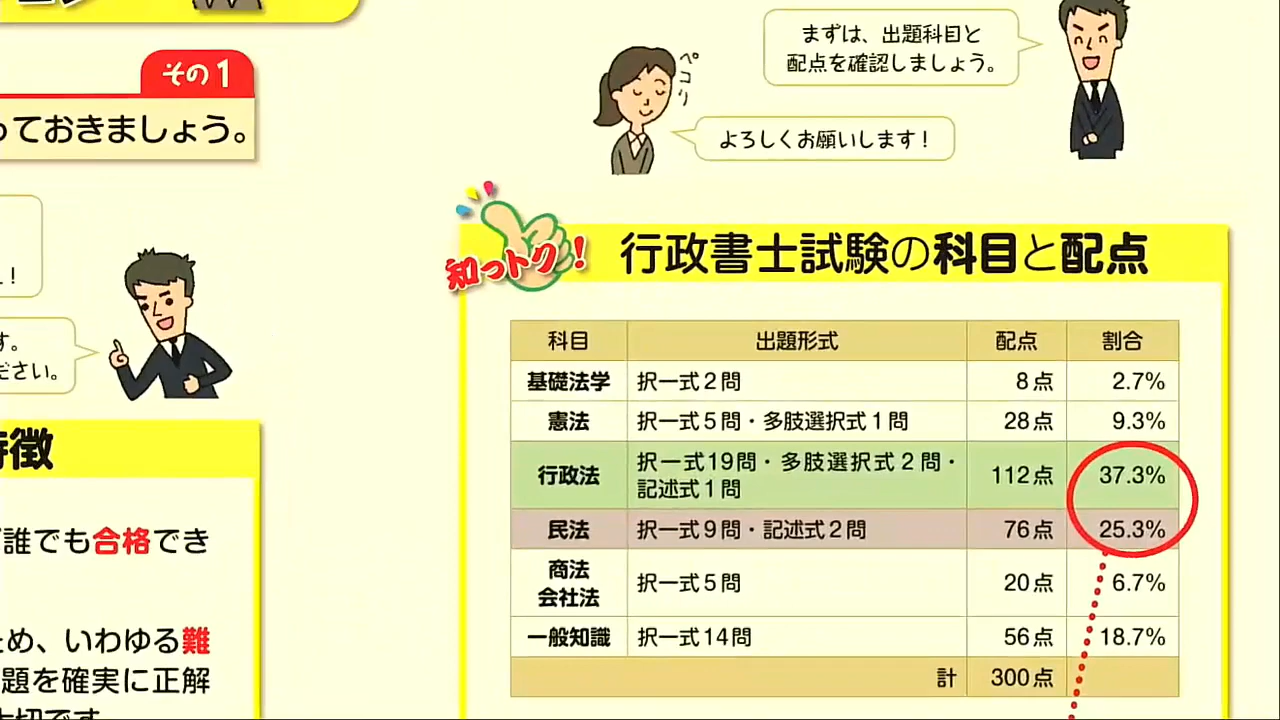 その1
っておきましょう。
！
す。
ださい。
特徴
誰でも合格でき
ため、いわゆる難
題を確実に正解
大切です
まずは、出題科目と
配点を確認しましょう。
ペコリ
よろしくお願いします！
知っトク！
行政書士試験の科目と配点
科目 出題形式 配点 割合
基礎法学 択一式2問 8点 2.7%
憲法 択一式5問・多肢選択式1問 28点 9.3%
行政法 択一式19問・多肢選択式2問・
記述式1問 112点 37.3%
民法 択一式9問・記述式2問 76点 25.3%
商法
会社法 択一式5問 20点 6.7%
一般知識 択一式14問 56点 18.7%
計 300点